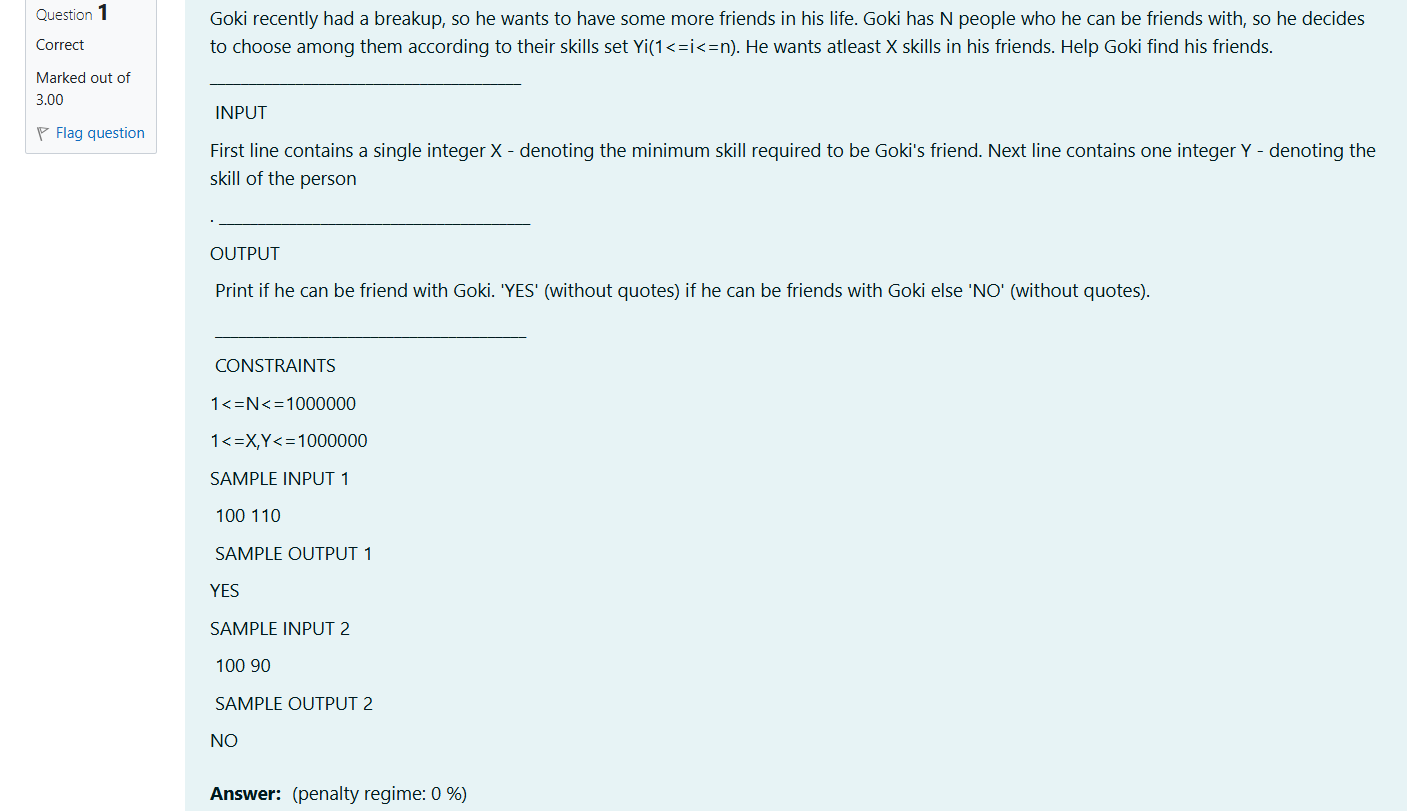 Question 1
Correct
Marked out of
3.00
Flag question
Goki recently had a breakup, so he wants to have some more friends in his life. Goki has N people who he can be friends with, so he decides
to choose among them according to their skills set Yi(1<=i<=n). He wants atleast X skills in his friends. Help Goki find his friends.
________________________________
INPUT
First line contains a single integer X - denoting the minimum skill required to be Goki's friend. Next line contains one integer Y - denoting the
skill of the person
. ________________________________
OUTPUT
Print if he can be friend with Goki. 'YES' (without quotes) if he can be friends with Goki else 'NO' (without quotes).
________________________________
CONSTRAINTS
1<=N<=1000000
1<=X,Y<=1000000
SAMPLE INPUT 1
100 110
SAMPLE OUTPUT 1
YES
SAMPLE INPUT 2
100 90
SAMPLE OUTPUT 2
NO
Answer: (penalty regime: 0 %)